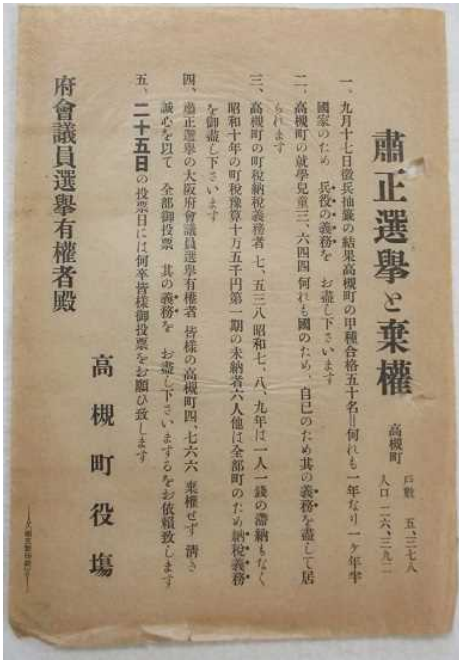 肅正選擧と棄權
高槻町
戸數 五、三七八
人口 二六、三九二
一、九月十七日徴兵抽籤の結果高槻町の甲種合格五十名=何れも一年なり一ケ年半
國家のため 兵役の義務を お盡し下さいます
二、高槻町の就學兒童三、六四四何れも國のため、自己のため其の義務を盡して居
られます
三、高槻町の町税納税義務者 七、五三八 昭和七、八、九年は一人一錢の滯納もなく
昭和十年の町税豫算十万五千円第一期の未納者六人他は全部町のため納税義務
を御盡し下さいます
四、肅正選擧の大阪府會議員選擧有權者 皆樣の高槻町四、七六六 棄權せず 清き
誠心を以て 全部御投票 其の義務を お盡し下さいまするをお依賴致します
五、二十五日の投票日には何卒皆樣御投票をお願ひ致します
高槻町役場
府會議員選擧有權者殿